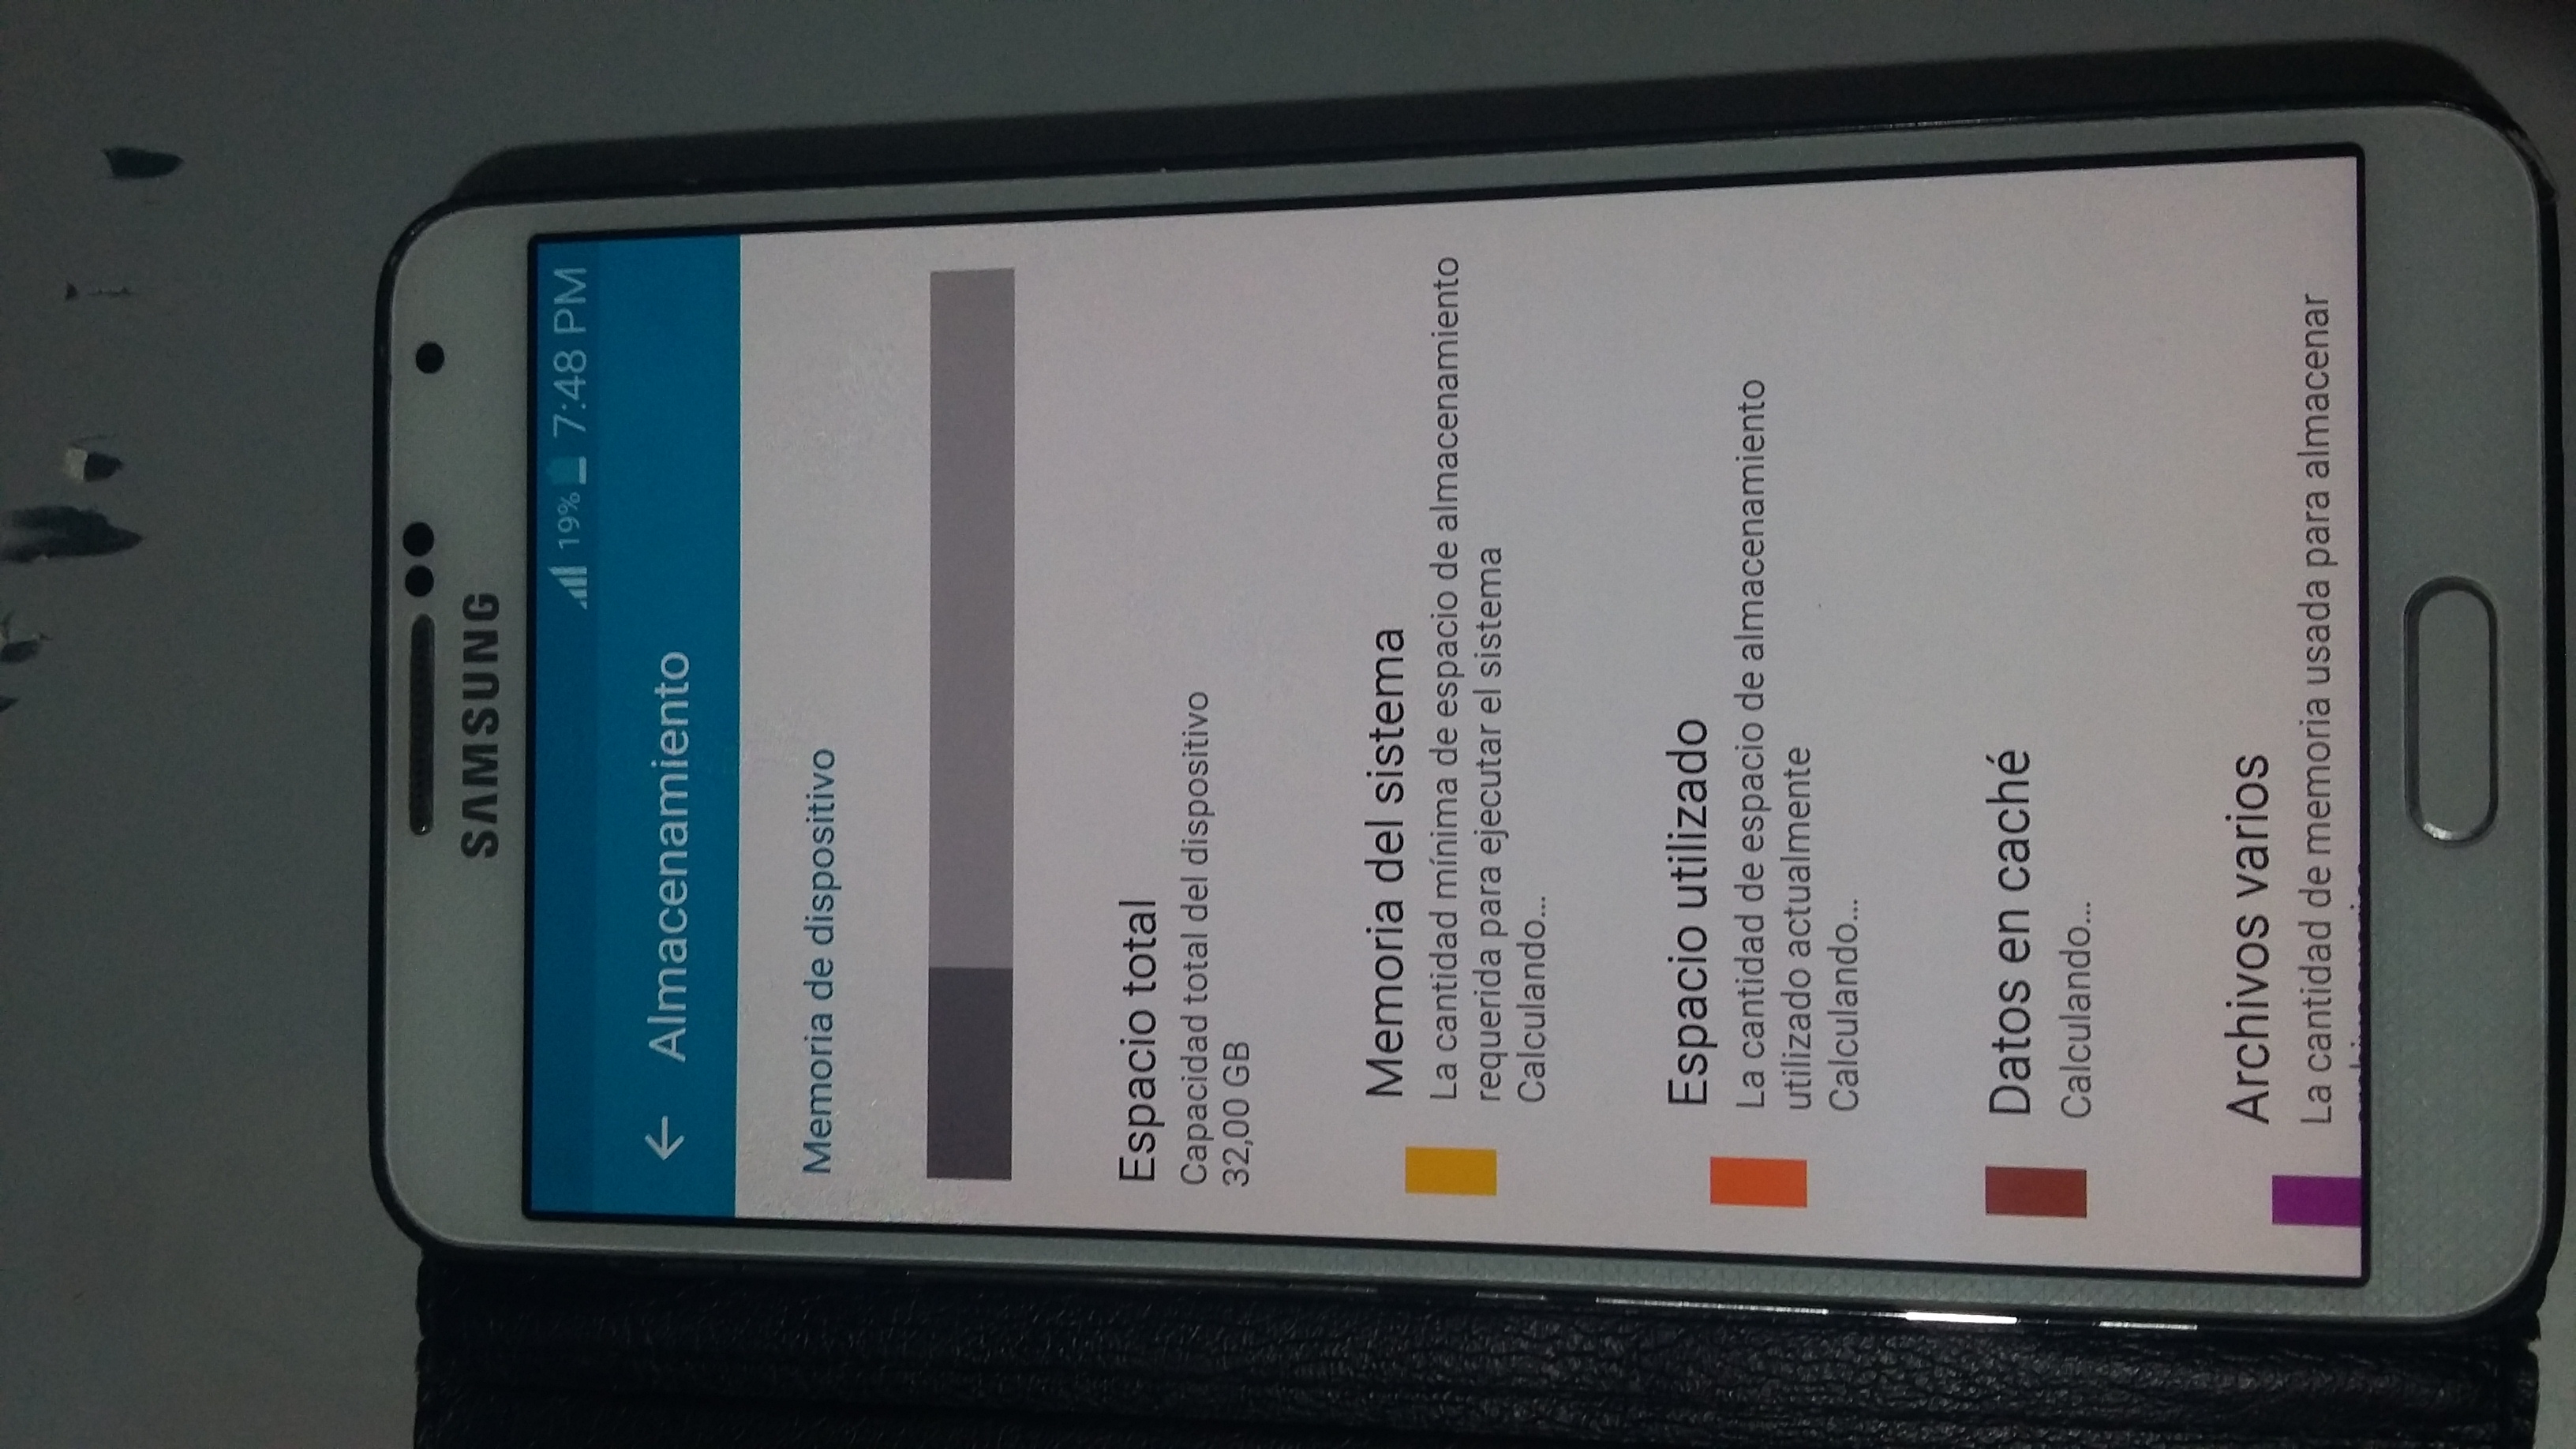 SAMSUNG
19% 7:48 PM
Almacenamiento
Memoria de dispositivo
Espacio total
Capacidad total del dispositivo
32,00 GB
Memoria del sistema
La cantidad mínima de espacio de almacenamiento
requerida para ejecutar el sistema
Calculando...
Espacio utilizado
La cantidad de espacio de almacenamiento
utilizado actualmente
Calculando...
Datos en caché
Calculando...
Archivos varios
La cantidad de memoria usada para almacenar